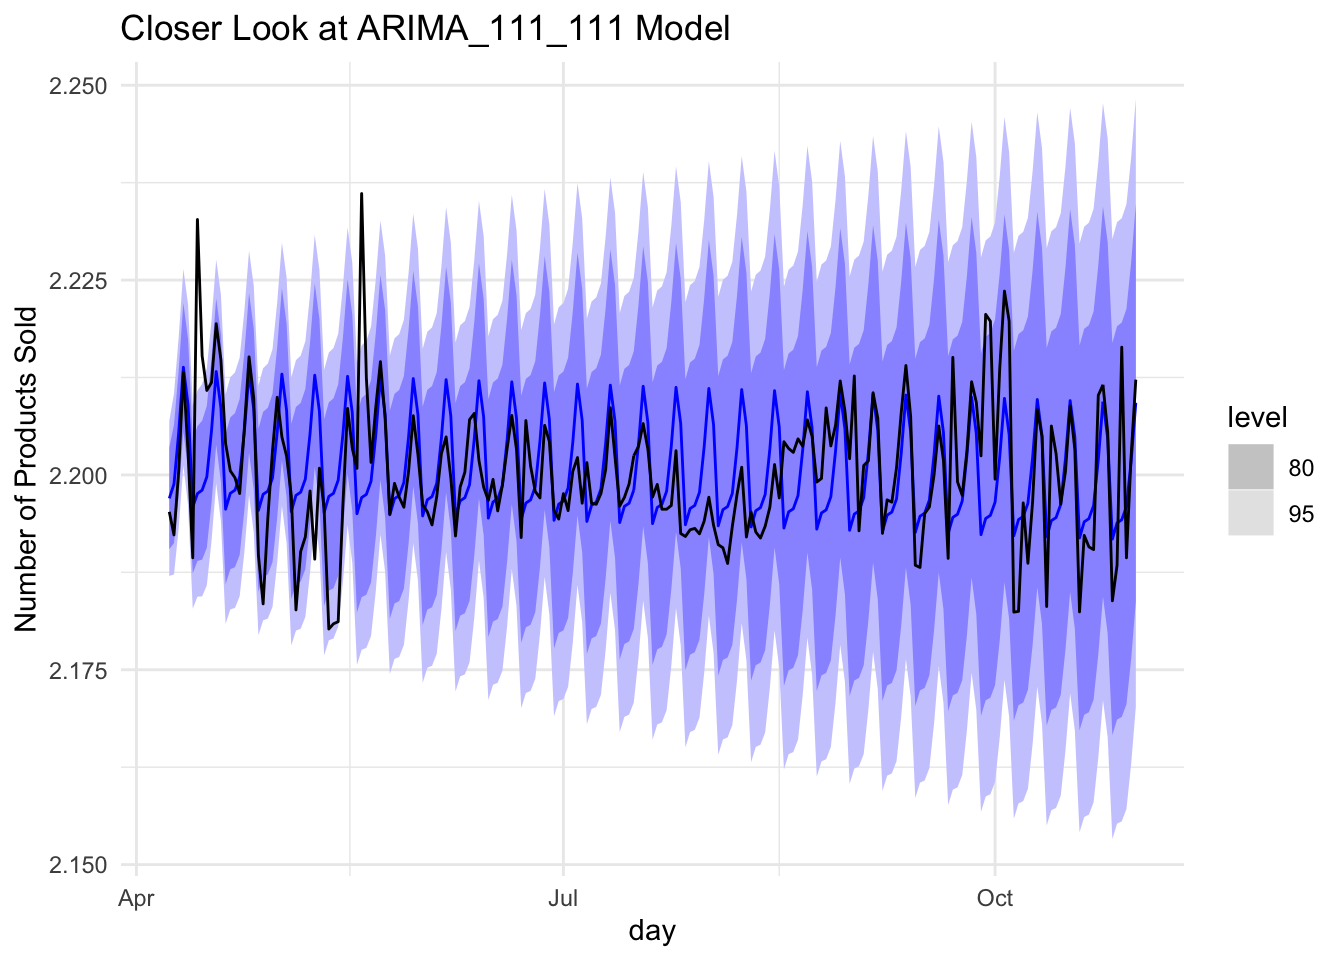 Closer Look at ARIMA_111_111 Model
Number of Products Sold
2.250
2.225
2.200
2.175
2.150
Apr
Jul
Oct
day
level
80
95